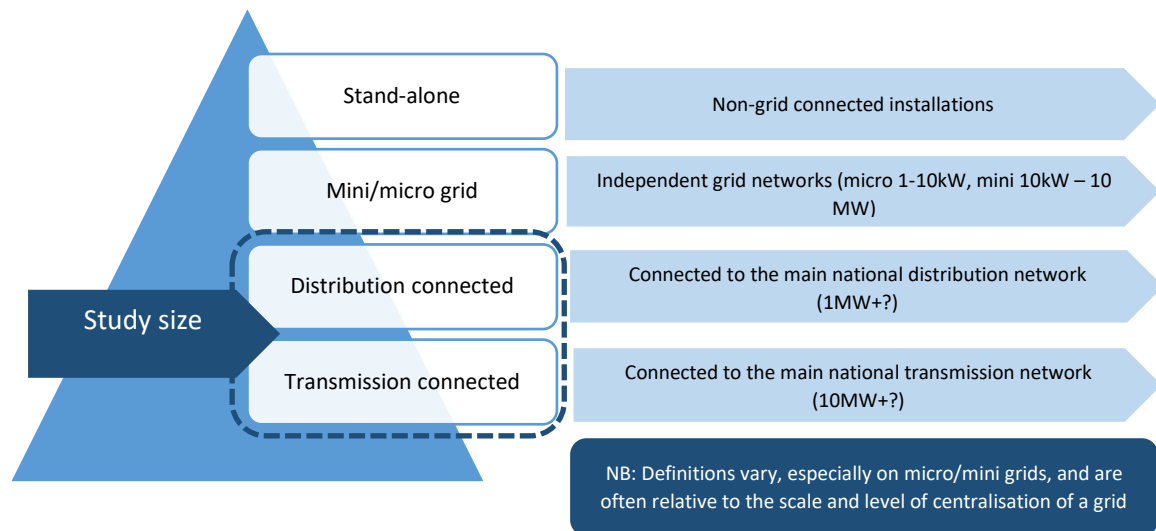 Stand-alone
Non-grid connected installations
Mini/micro grid
Independent grid networks (micro 1-10kW, mini 10kW – 10
MW)
Study size
Distribution connected
Connected to the main national distribution network
(1MW+?)
Transmission connected
Connected to the main national transmission network
(10MW+?)
NB: Definitions vary, especially on micro/mini grids, and are
often relative to the scale and level of centralisation of a grid